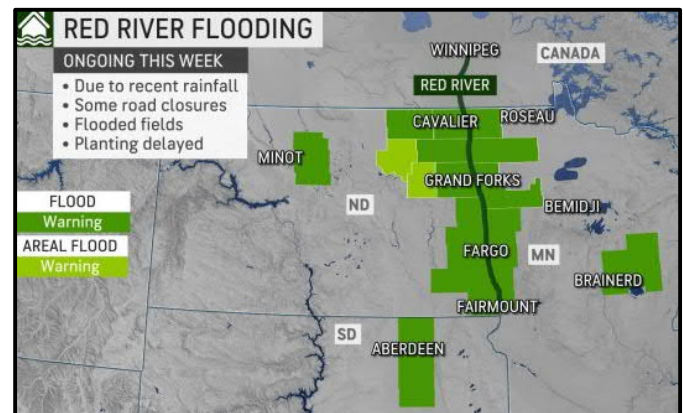 RED RIVER FLOODING
ONGOING THIS WEEK
• Due to recent rainfall
• Some road closures
• Flooded fields
• Planting delayed
FLOOD
Warning
AREAL FLOOD
Warning
WINNIPEG
CANADA
RED RIVER
CAVALIER
ROSEAU
MINOT
GRAND FORKS
ND
BEMIDJI
FARGO
MN
BRAINERD
FAIRMOUNT
SD
ABERDEEN